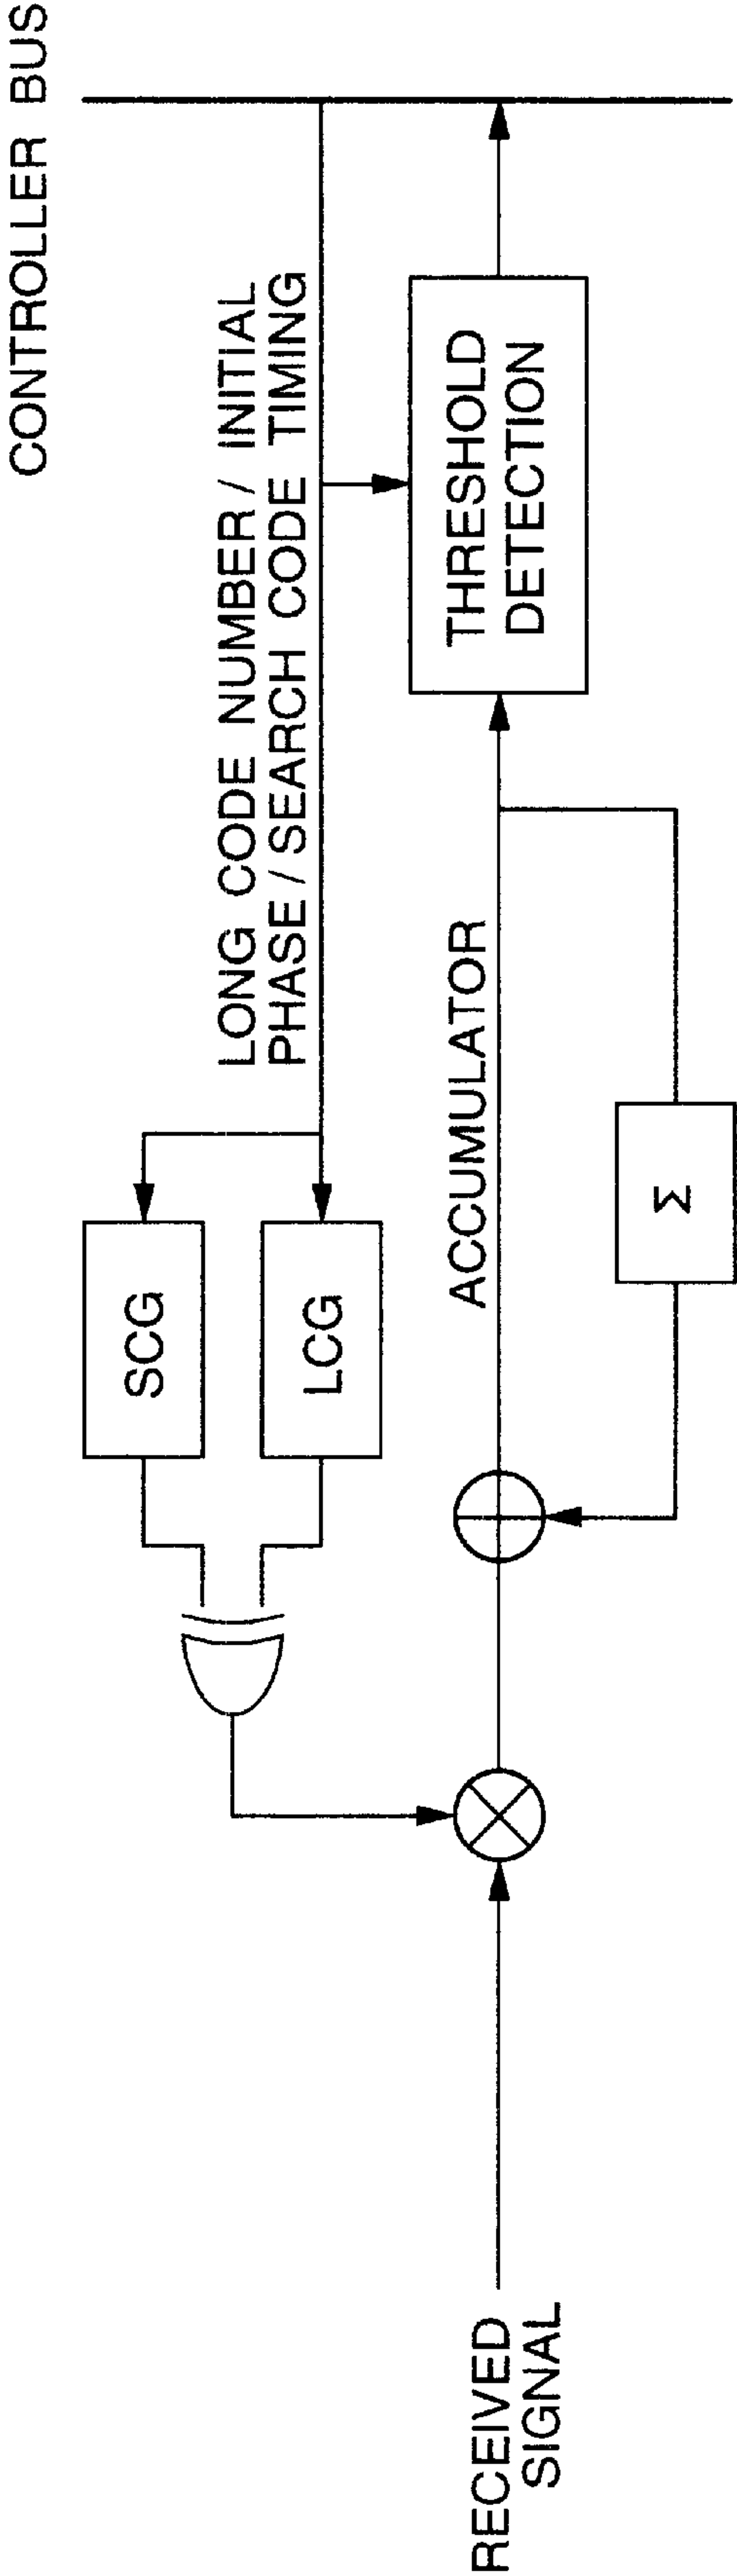 CONTROLLER BUS
LONG CODE NUMBER / INITIAL
PHASE / SEARCH CODE TIMING
SCG
LCG
ACCUMULATOR
THRESHOLD
DETECTION
Σ
RECEIVED
SIGNAL